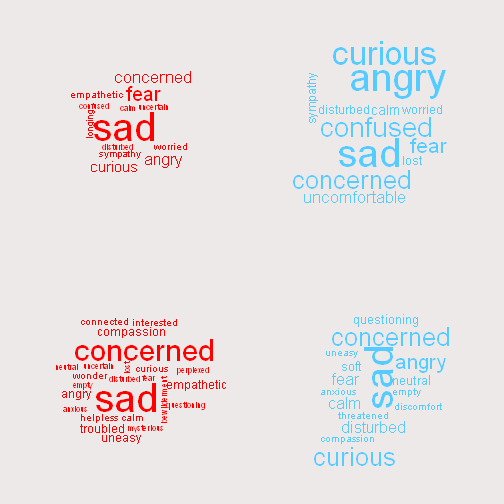 concerned
empathetic fear
confused calm uncertain
longing
sad
disturbed worried
sympathy angry
curious
curious
angry
sympathy
disturbed calm worried
confused
sad fear
lost
concerned
uncomfortable
connected interested
compassion
concerned
neutral uncertain lost curious perplexed
wonder disturbed fear
empty bewilderment empathetic
angry sad
anxious questioning
helpless calm
troubled mysterious
uneasy
questioning
concerned
uneasy sad angry
soft
fear neutral
anxious empty
calm discomfort
threatened
disturbed
compassion
curious